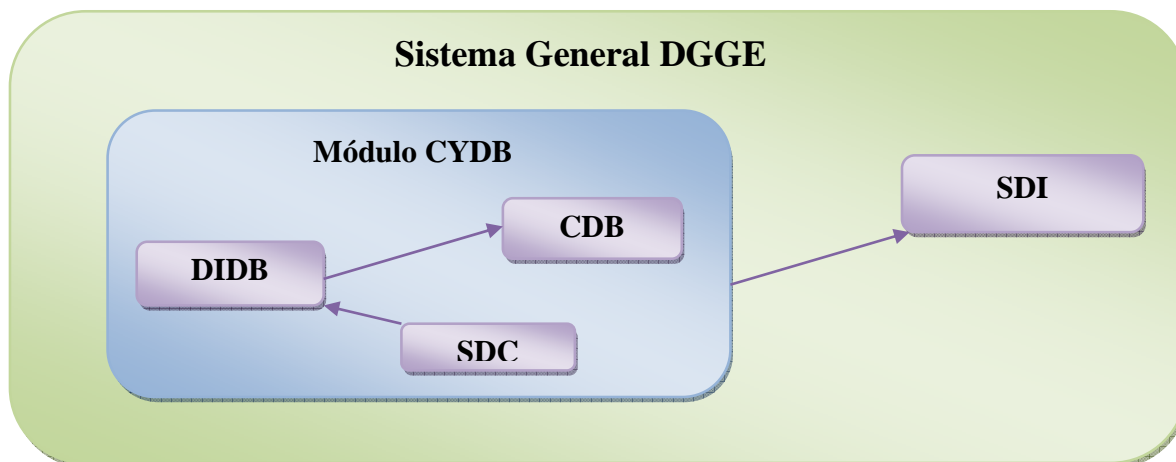 Sistema General DGGE
Módulo CYDB
SDI
CDB
DIDB
SDC